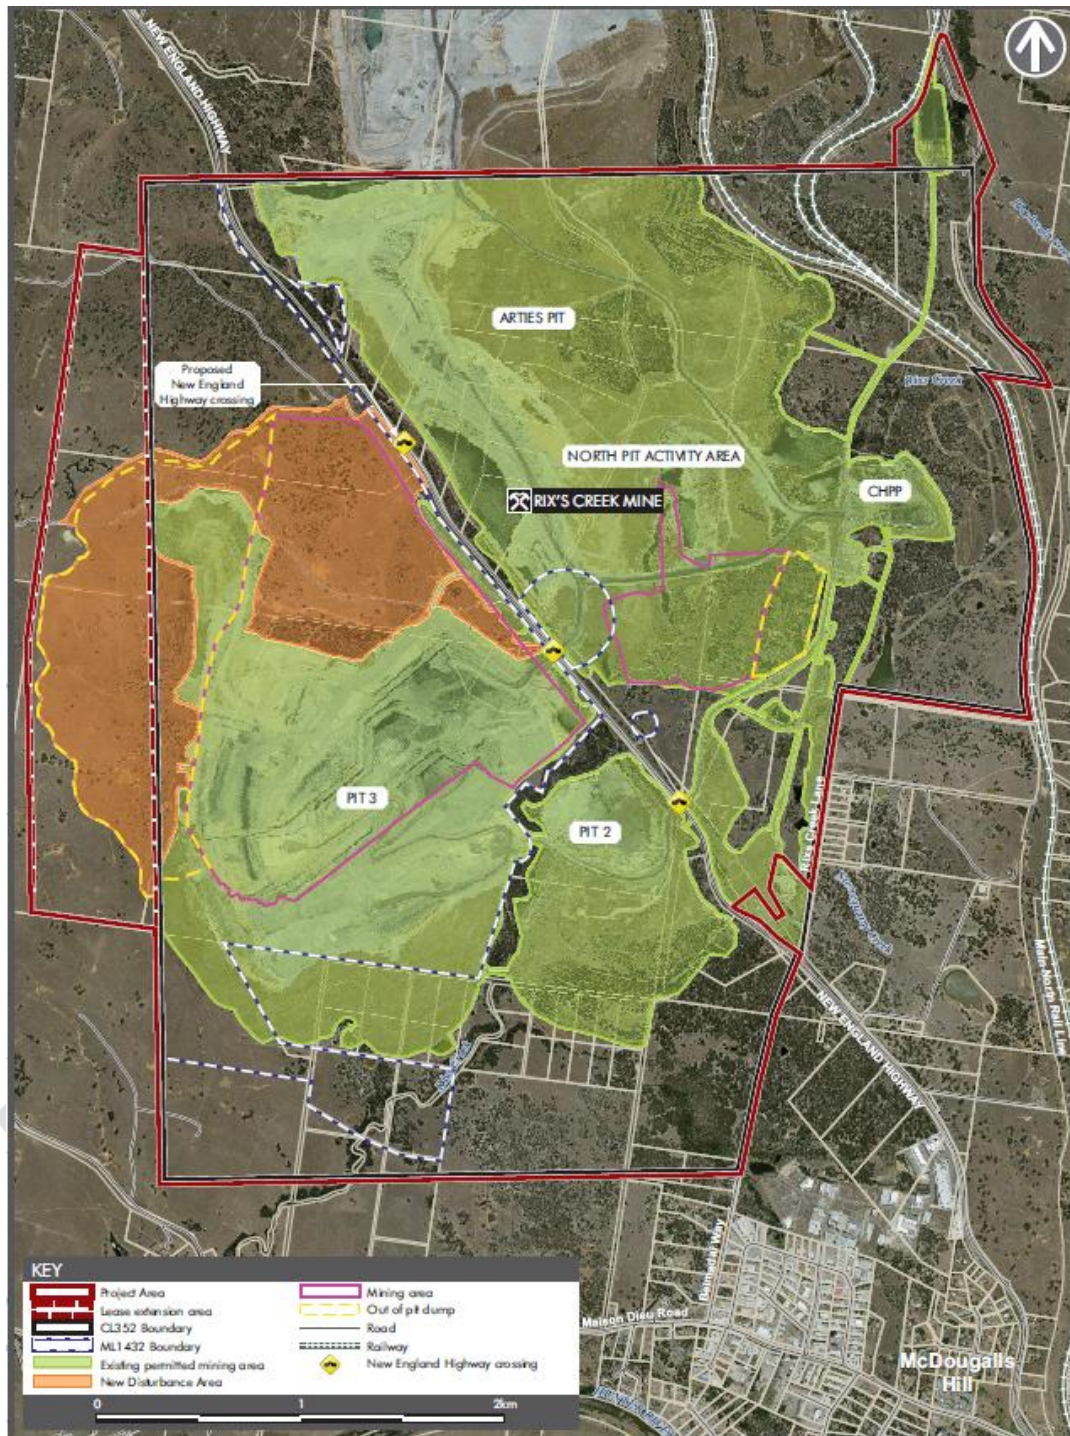 NEW ENGLAND HIGHWAY
ARTIES PIT
Proposed
New England
Highway crossing
NORTH PIT ACTIVITY AREA
RIX'S CREEK MINE
CHPP
PIT 3
PIT 2
Rixs Creek Lane
Main North Rail Line
NEW ENGLAND HIGHWAY
Maison Dieu Road
McDougalls
Hill
KEY
Project Area
Lease extension area
CL352 Boundary
ML1432 Boundary
Existing permitted mining area
New Disturbance Area
Mining area
Out of pit dump
Road
Railway
New England Highway crossing
0 1 2km